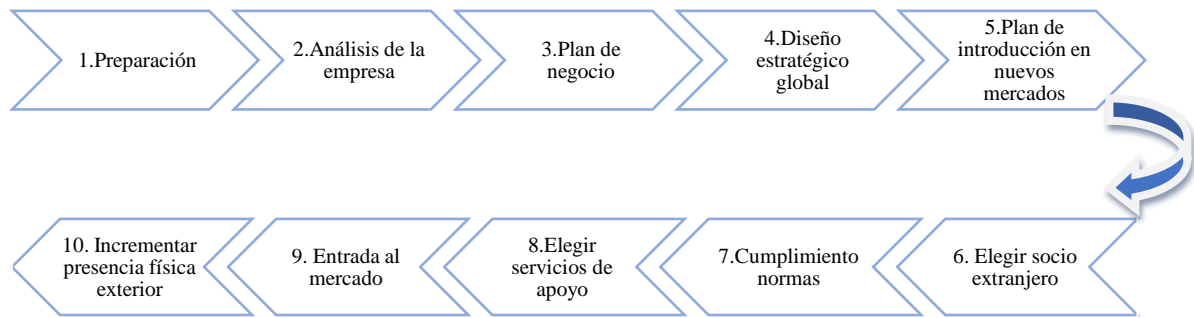 1.Preparación
2.Análisis de la
empresa
3.Plan de
negocio
4.Diseño
estratégico
global
5.Plan de
introducción en
nuevos
mercados
6. Elegir socio
extranjero
7.Cumplimiento
normas
8.Elegir
servicios de
apoyo
9. Entrada al
mercado
10. Incrementar
presencia física
exterior